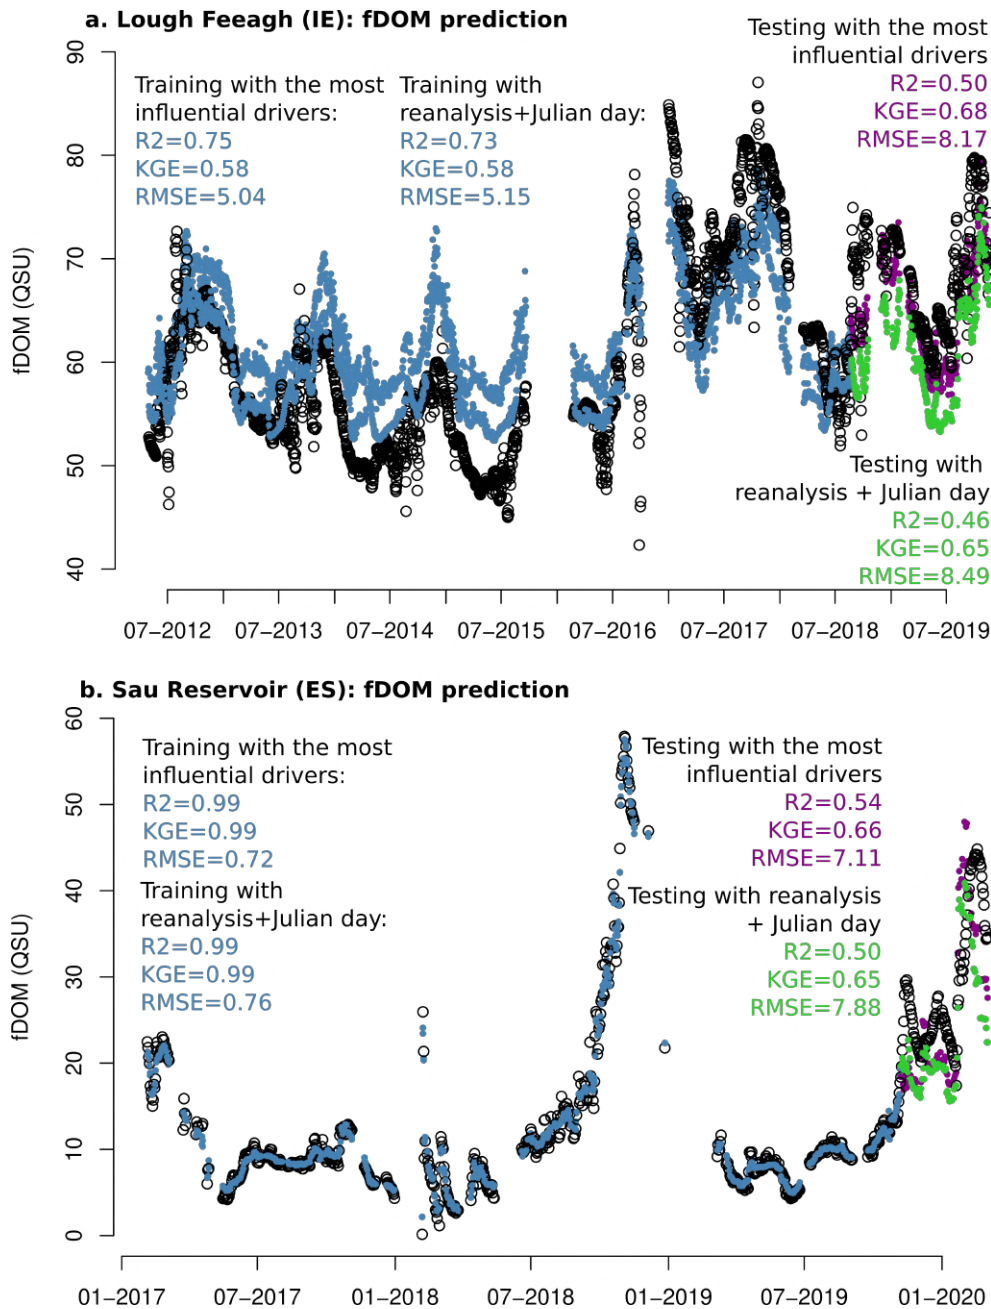 a. Lough Feeagh (IE): fDOM prediction
Training with the most
influential drivers:
R2=0.75
KGE=0.58
RMSE=5.04
Training with
reanalysis+Julian day:
R2=0.73
KGE=0.58
RMSE=5.15
Testing with the most
influential drivers
R2=0.50
KGE=0.68
RMSE=8.17
Testing with
reanalysis + Julian day
R2=0.46
KGE=0.65
RMSE=8.49
fDOM (QSU)
90
80
70
60
50
40
07−2012 07−2013 07−2014 07−2015 07−2016 07−2017 07−2018 07−2019
b. Sau Reservoir (ES): fDOM prediction
Training with the most
influential drivers:
R2=0.99
KGE=0.99
RMSE=0.72
Training with
reanalysis+Julian day:
R2=0.99
KGE=0.99
RMSE=0.76
Testing with the most
influential drivers
R2=0.54
KGE=0.66
RMSE=7.11
Testing with reanalysis
+ Julian day
R2=0.50
KGE=0.65
RMSE=7.88
fDOM (QSU)
60
50
40
30
20
10
0
01−2017 07−2017 01−2018 07−2018 01−2019 07−2019 01−2020